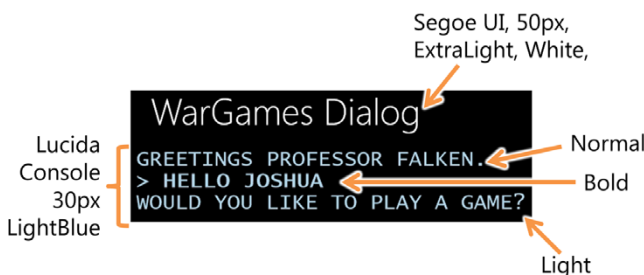 Segoe UI, 50px,
ExtraLight, White,
WarGames Dialog
Lucida
Console
30px
LightBlue
GREETINGS PROFESSOR FALKEN.
> HELLO JOSHUA
WOULD YOU LIKE TO PLAY A GAME?
Normal
Bold
Light